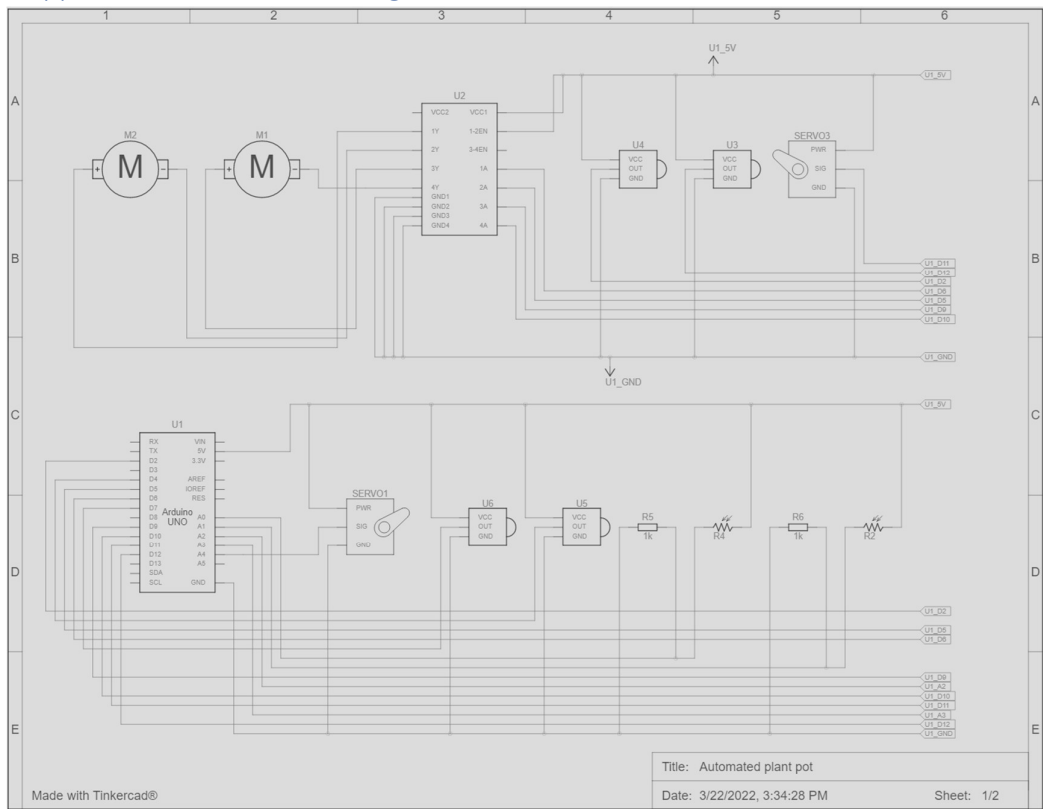 1 2 3 4 5 6
A
B
C
D
E
A
B
C
D
E
U1_5V
U1_5V
M2
M
+
-
M1
M
+
-
U2
VCC2 VCC1
1Y 1-2EN
2Y 3-4EN
3Y 1A
4Y 2A
GND1
GND2 3A
GND3
GND4 4A
U4
VCC
OUT
GND
U3
VCC
OUT
GND
SERVO3
PWR
SIG
GND
U1_D11
U1_D13
U1_D2
U1_D6
U1_D5
U1_D9
U1_D10
U1_GND
U1_GND
U1_5V
U1
RX VIN
TX 5V
D2 3.3V
D3
D4 AREF
D5 IOREF
D6 RES
D7
D8 A0
D9 A1
D10 A2
D11 A3
D12 A4
D13 A5
SDA
SCL GND
Arduino
UNO
SERVO1
PWR
SIG
GND
U6
VCC
OUT
GND
U5
VCC
OUT
GND
R5
1k
R4
R6
1k
R2
U1_D2
U1_D5
U1_D6
U1_D9
U1_A2
U1_D10
U1_D11
U1_A3
U1_D12
U1_GND
Title: Automated plant pot
Made with Tinkercad®
Date: 3/22/2022, 3:34:28 PM Sheet: 1/2